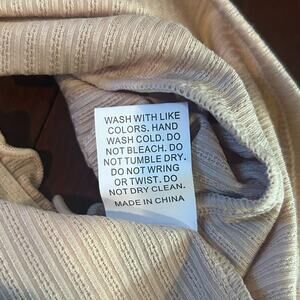 WASH WITH LIKE
COLORS. HAND
WASH COLD. DO
NOT BLEACH. DO
NOT TUMBLE DRY.
DO NOT WRING
OR TWIST. DO
NOT DRY CLEAN.
MADE IN CHINA